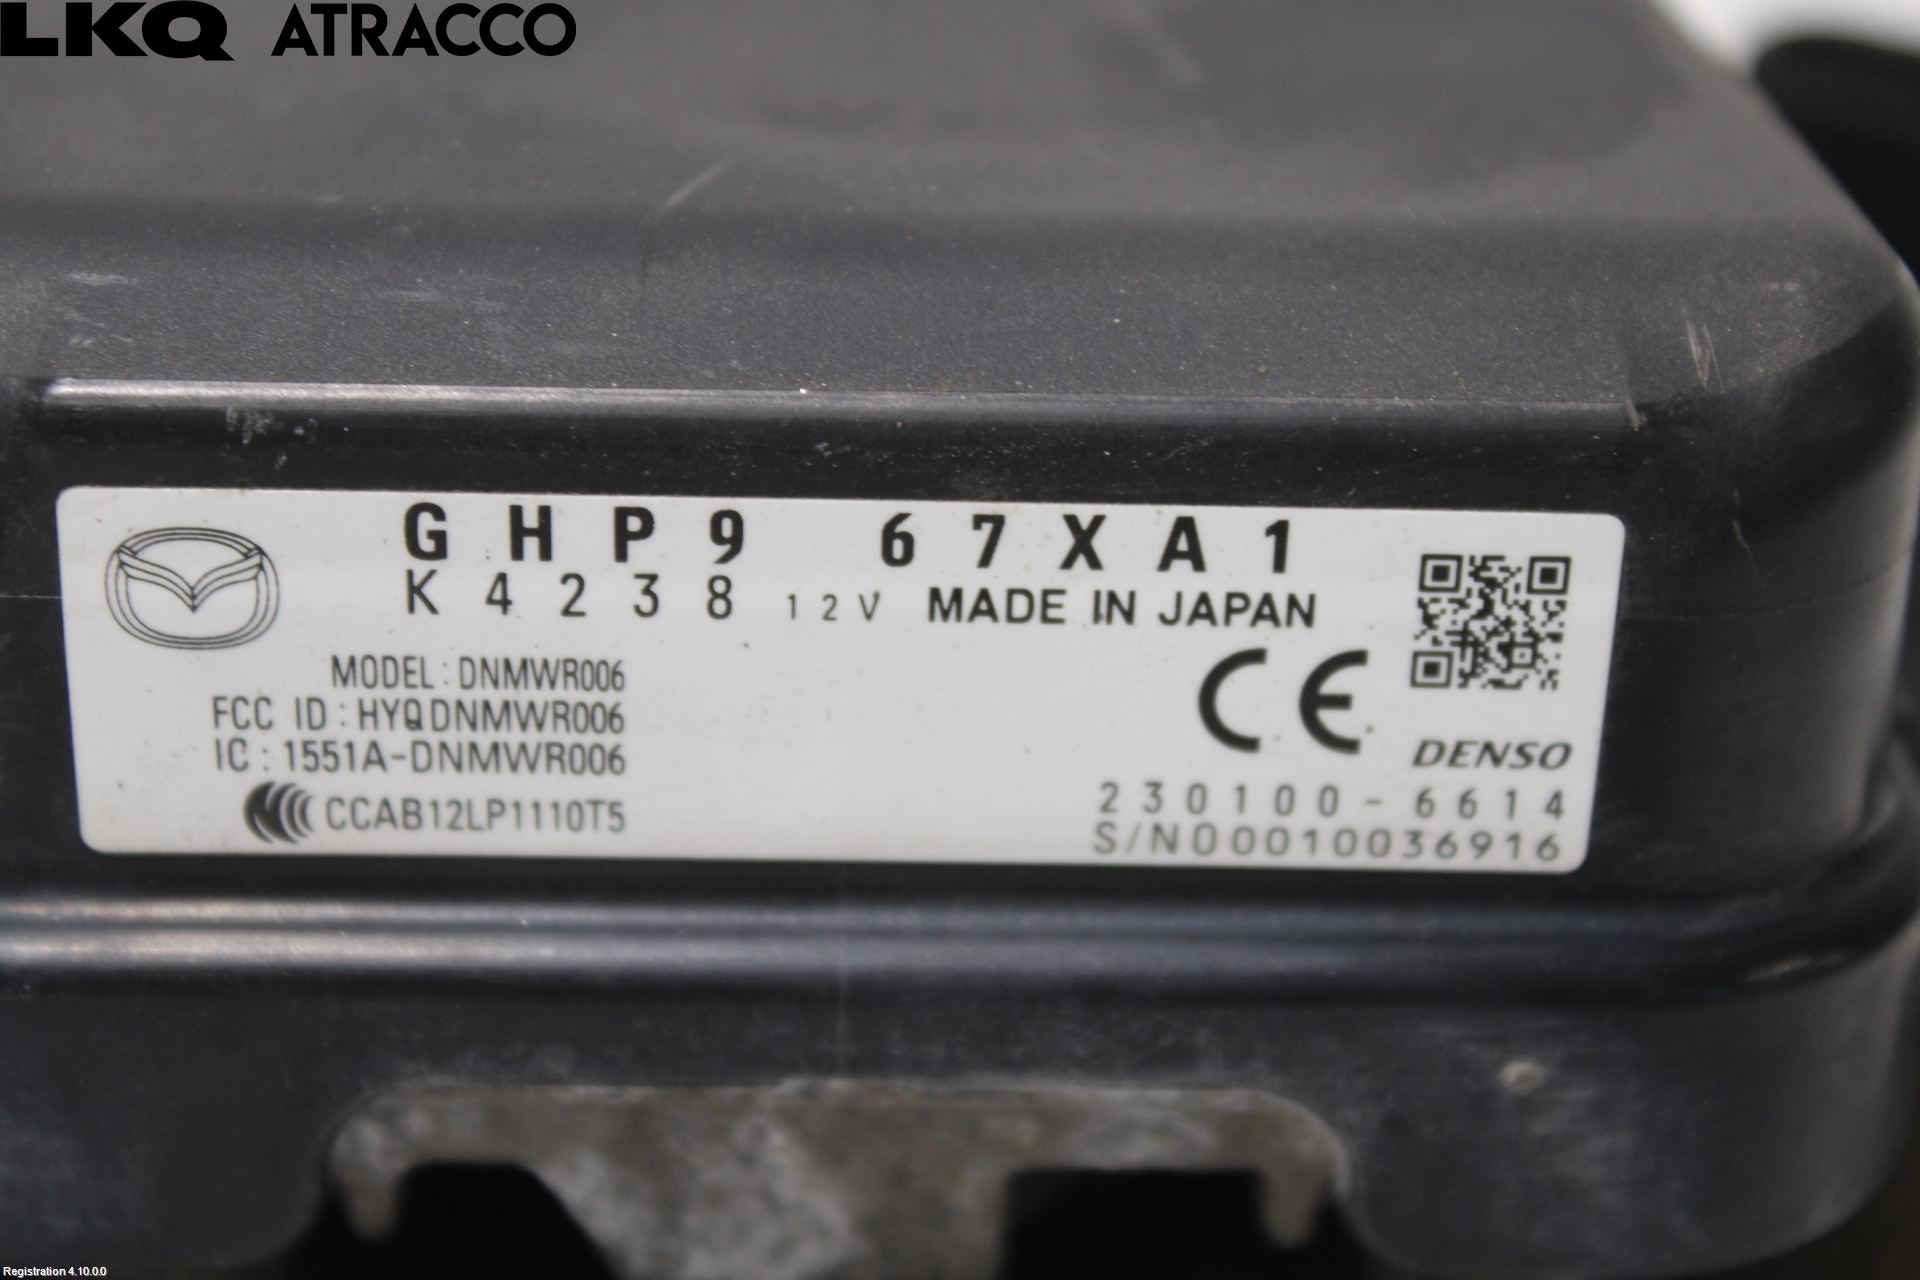 LKQ ATRACCO
GHP9 67XA1
K4238 12V MADE IN JAPAN
MODEL: DNMWR006
FCC ID: HYQDNMWR006
IC: 1551A-DNMWR006
CCAB12LP1110T5
CE
DENSO
230100-6614
S/N00010036916
Registration 4.10.0.0